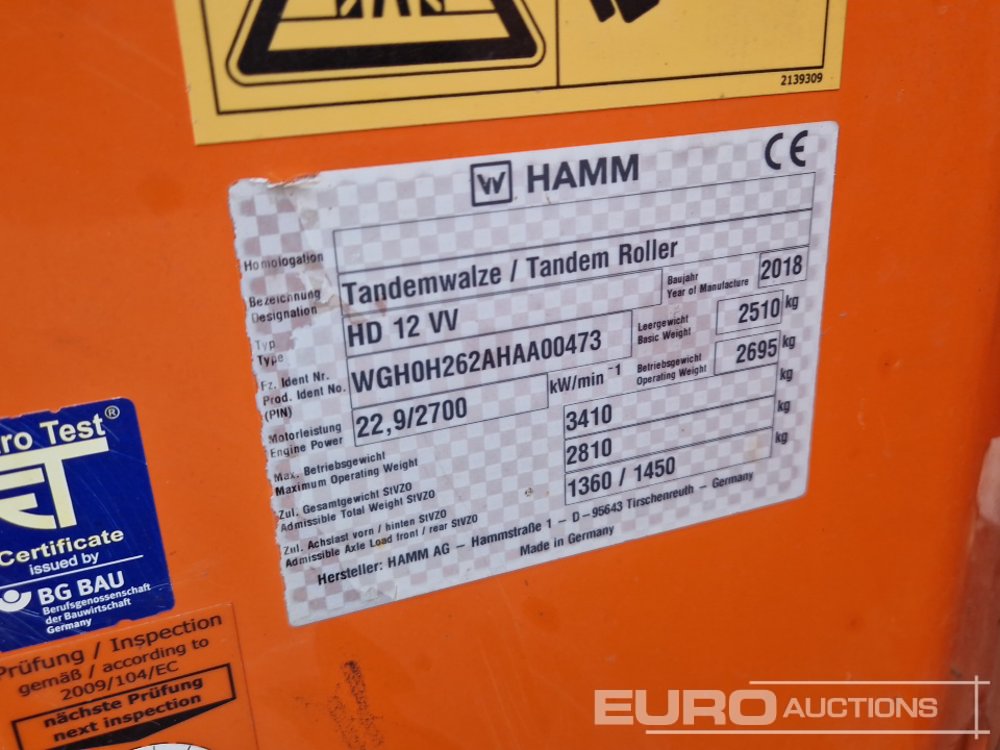 2139309
W HAMM CE
Homologation
Bezeichnung
Designation
Tandemwalze / Tandem Roller
Typ
Type
HD 12 VV
Baujahr
Year of Manufacture
2018
Fz. Ident Nr.
Prod. Ident No.
(PIN)
WGH0H262AHAA00473
Leergewicht
Basic Weight
2510 kg
Motorleistung
Engine Power
22,9/2700 kW/min -1
Betriebsgewicht
Operating Weight
2695 kg
Max. Betriebsgewicht
Maximum Operating Weight
3410 kg
Zul. Gesamtgewicht StVZO
Admissible Total Weight StVZO
2810 kg
Zul. Achslast vorn / hinten StVZO
Admissible Axle Load front / rear StVZO
1360 / 1450 kg
Hersteller: HAMM AG – Hammstraße 1 – D – 95643 Tirschenreuth – Germany
Made in Germany
ro Test®
ET
Certificate
issued by
BG BAU
Berufsgenossenschaft
der Bauwirtschaft
Germany
Prüfung / Inspection
gemäß / according to
2009/104/EC
nächste Prüfung
next inspection
EURO AUCTIONS